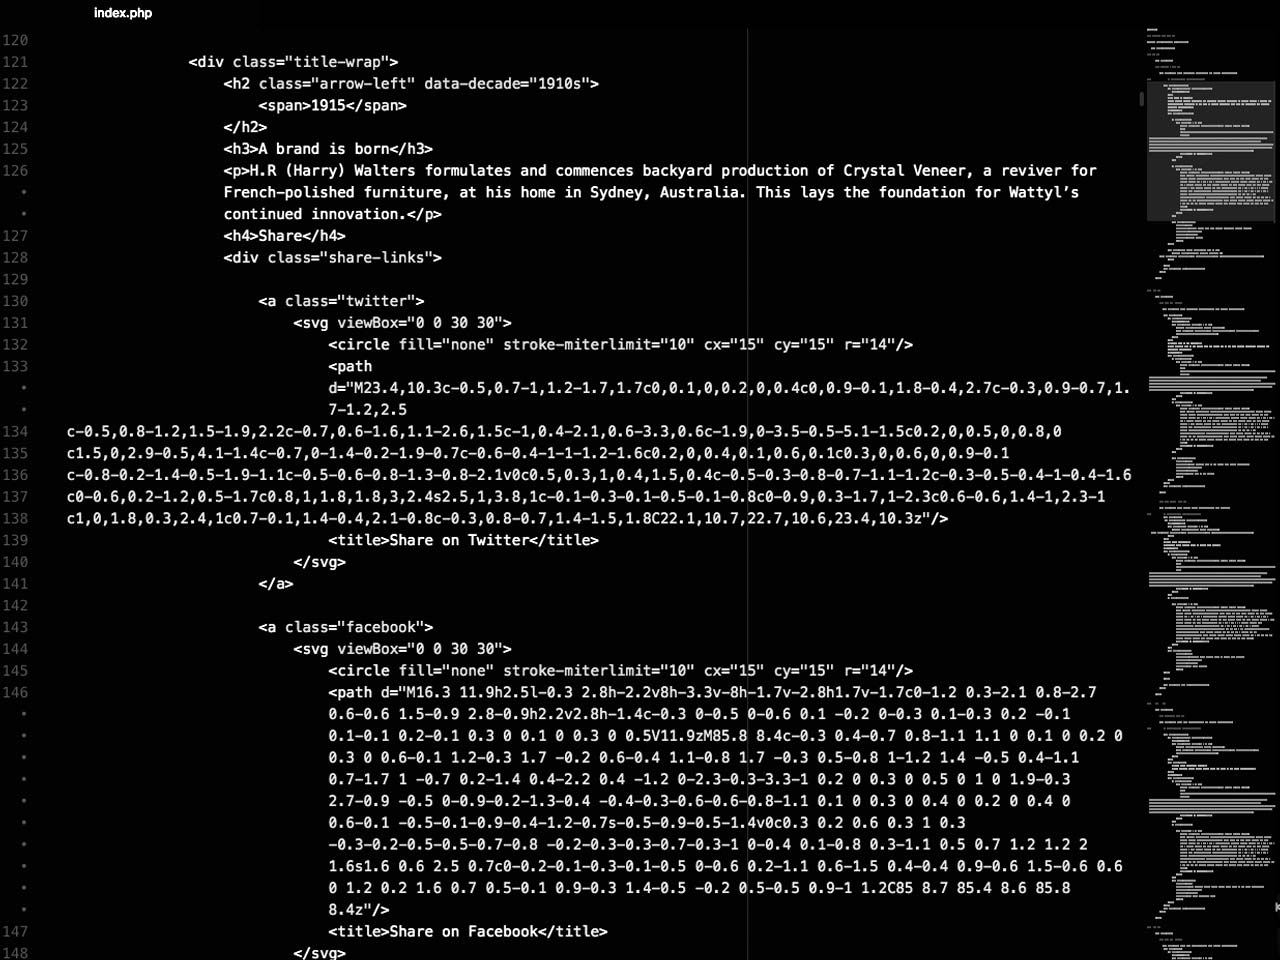 index.php
120
121 <div class="title-wrap">
122 <h2 class="arrow-left" data-decade="1910s">
123 <span>1915</span>
124 </h2>
125 <h3>A brand is born</h3>
126 <p>H.R (Harry) Walters formulates and commences backyard production of Crystal Veneer, a reviver for
French-polished furniture, at his home in Sydney, Australia. This lays the foundation for Wattyl’s
continued innovation.</p>
127 <h4>Share</h4>
128 <div class="share-links">
129
130 <a class="twitter">
131 <svg viewBox="0 0 30 30">
132 <circle fill="none" stroke-miterlimit="10" cx="15" cy="15" r="14"/>
133 <path
d="M23.4,10.3c-0.5,0.7-1,1.2-1.7,1.7c0,0.1,0,0.2,0,0.4c0,0.9-0.1,1.8-0.4,2.7c-0.3,0.9-0.7,1.
7-1.2,2.5
134 c-0.5,0.8-1.2,1.5-1.9,2.2c-0.7,0.6-1.6,1.1-2.6,1.5c-1,0.4-2.1,0.6-3.3,0.6c-1.9,0-3.5-0.5-5.1-1.5c0.2,0,0.5,0,0.8,0
135 c1.5,0,2.9-0.5,4.1-1.4c-0.7,0-1.4-0.2-1.9-0.7c-0.6-0.4-1-1-1.2-1.6c0.2,0,0.4,0.1,0.6,0.1c0.3,0,0.6,0,0.9-0.1
136 c-0.8-0.2-1.4-0.5-1.9-1.1c-0.5-0.6-0.8-1.3-0.8-2.1v0c0.5,0.3,1,0.4,1.5,0.4c-0.5-0.3-0.8-0.7-1.1-1.2c-0.3-0.5-0.4-1-0.4-1.6
137 c0-0.6,0.2-1.2,0.5-1.7c0.8,1,1.8,1.8,3,2.4s2.5,1,3.8,1c-0.1-0.3-0.1-0.5-0.1-0.8c0-0.9,0.3-1.7,1-2.3c0.6-0.6,1.4-1,2.3-1
138 c1,0,1.8,0.3,2.4,1c0.7-0.1,1.4-0.4,2.1-0.8c-0.3,0.8-0.7,1.4-1.5,1.8C22.1,10.7,22.7,10.6,23.4,10.3z"/>
139 <title>Share on Twitter</title>
140 </svg>
141 </a>
142
143 <a class="facebook">
144 <svg viewBox="0 0 30 30">
145 <circle fill="none" stroke-miterlimit="10" cx="15" cy="15" r="14"/>
146 <path d="M16.3 11.9h2.5l-0.3 2.8h-2.2v8h-3.3v-8h-1.7v-2.8h1.7v-1.7c0-1.2 0.3-2.1 0.8-2.7
0.6-0.6 1.5-0.9 2.8-0.9h2.2v2.8h-1.4c-0.3 0-0.5 0-0.6 0.1 -0.2 0-0.3 0.1-0.3 0.2 -0.1
0.1-0.1 0.2-0.1 0.3 0 0.1 0 0.3 0 0.5V11.9zM85.8 8.4c-0.3 0.4-0.7 0.8-1.1 1.1 0 0.1 0 0.2 0
0.3 0 0.6-0.1 1.2-0.3 1.7 -0.2 0.6-0.4 1.1-0.8 1.7 -0.3 0.5-0.8 1-1.2 1.4 -0.5 0.4-1.1
0.7-1.7 1 -0.7 0.2-1.4 0.4-2.2 0.4 -1.2 0-2.3-0.3-3.3-1 0.2 0 0.3 0 0.5 0 1 0 1.9-0.3
2.7-0.9 -0.5 0-0.9-0.2-1.3-0.4 -0.4-0.3-0.6-0.6-0.8-1.1 0.1 0 0.3 0 0.4 0 0.2 0 0.4 0
0.6-0.1 -0.5-0.1-0.9-0.4-1.2-0.7s-0.5-0.9-0.5-1.4v0c0.3 0.2 0.6 0.3 1 0.3
-0.3-0.2-0.5-0.5-0.7-0.8 -0.2-0.3-0.3-0.7-0.3-1 0-0.4 0.1-0.8 0.3-1.1 0.5 0.7 1.2 1.2 2
1.6s1.6 0.6 2.5 0.7c0-0.2-0.1-0.3-0.1-0.5 0-0.6 0.2-1.1 0.6-1.5 0.4-0.4 0.9-0.6 1.5-0.6 0.6
0 1.2 0.2 1.6 0.7 0.5-0.1 0.9-0.3 1.4-0.5 -0.2 0.5-0.5 0.9-1 1.2C85 8.7 85.4 8.6 85.8
8.4z"/>
147 <title>Share on Facebook</title>
148 </svg>